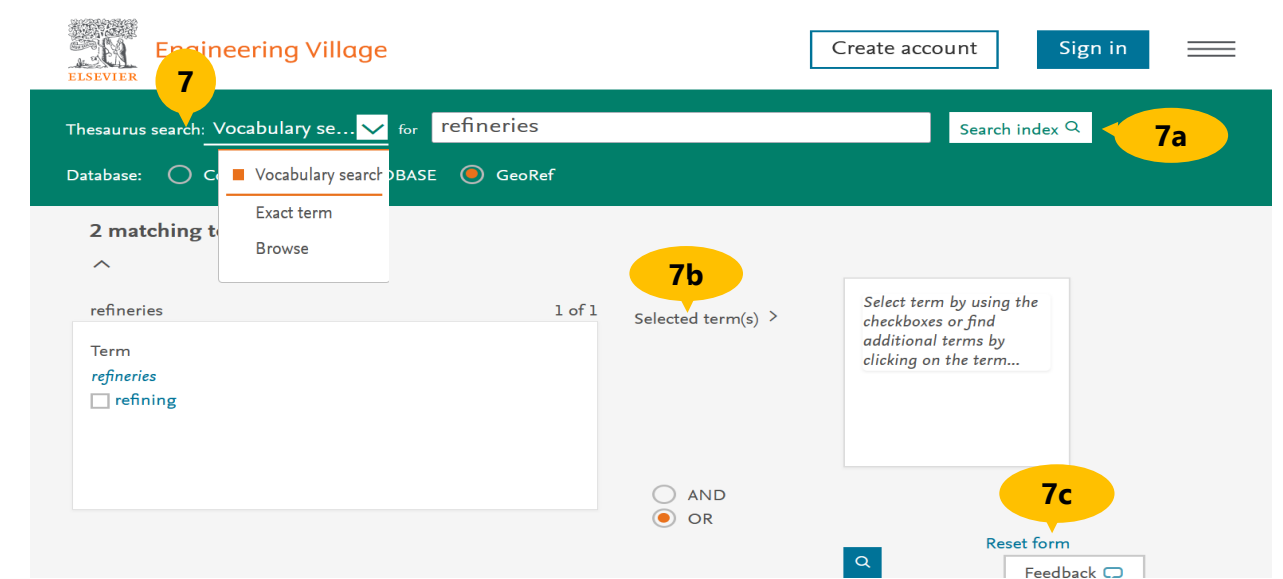 ELSEVIER
Engineering Village
Create account
Sign in
7
Thesaurus search: Vocabulary se... for refineries Search index
7a
Database: OBASE GeoRef
Vocabulary search
Exact term
Browse
2 matching
7b
refineries 1 of 1
Selected term(s) >
Select term by using the
checkboxes or find
additional terms by
clicking on the term...
Term
refineries
refining
AND
OR
7c
Reset form
Feedback